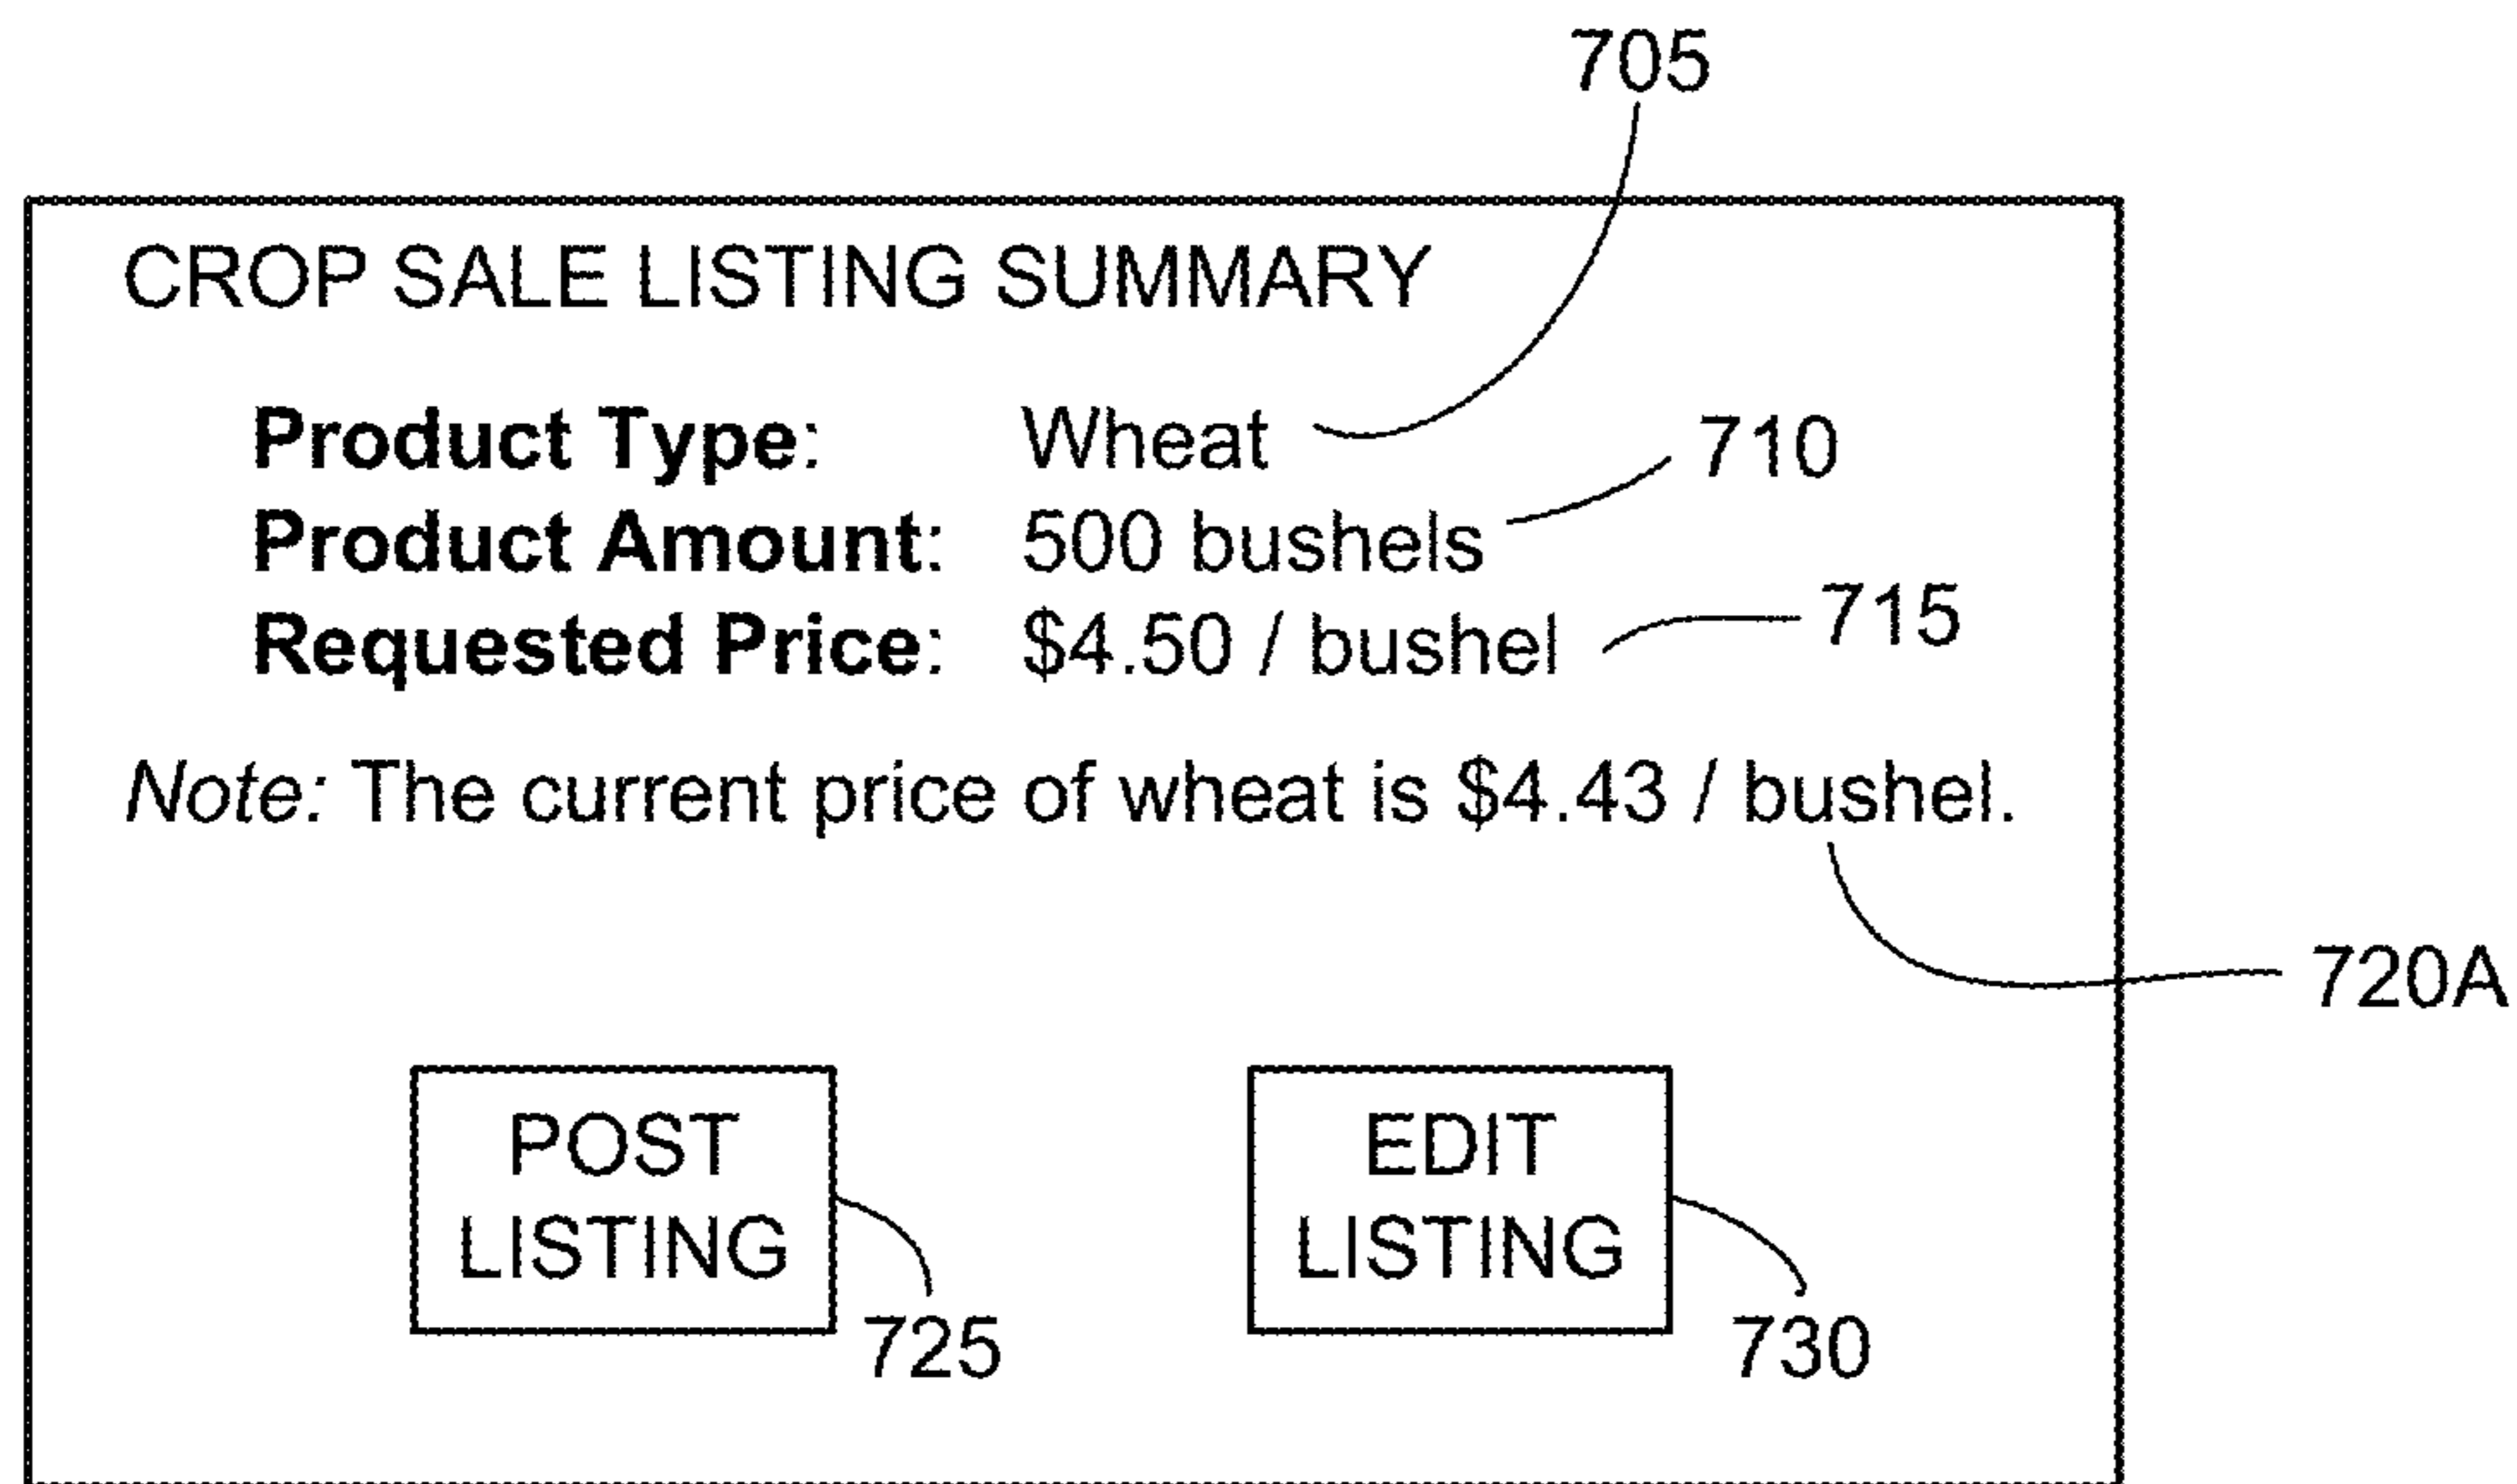 705
CROP SALE LISTING SUMMARY
Product Type: Wheat
710
Product Amount: 500 bushels
715
Requested Price: $4.50 / bushel
Note: The current price of wheat is $4.43 / bushel.
720A
POST
LISTING
725
EDIT
LISTING
730